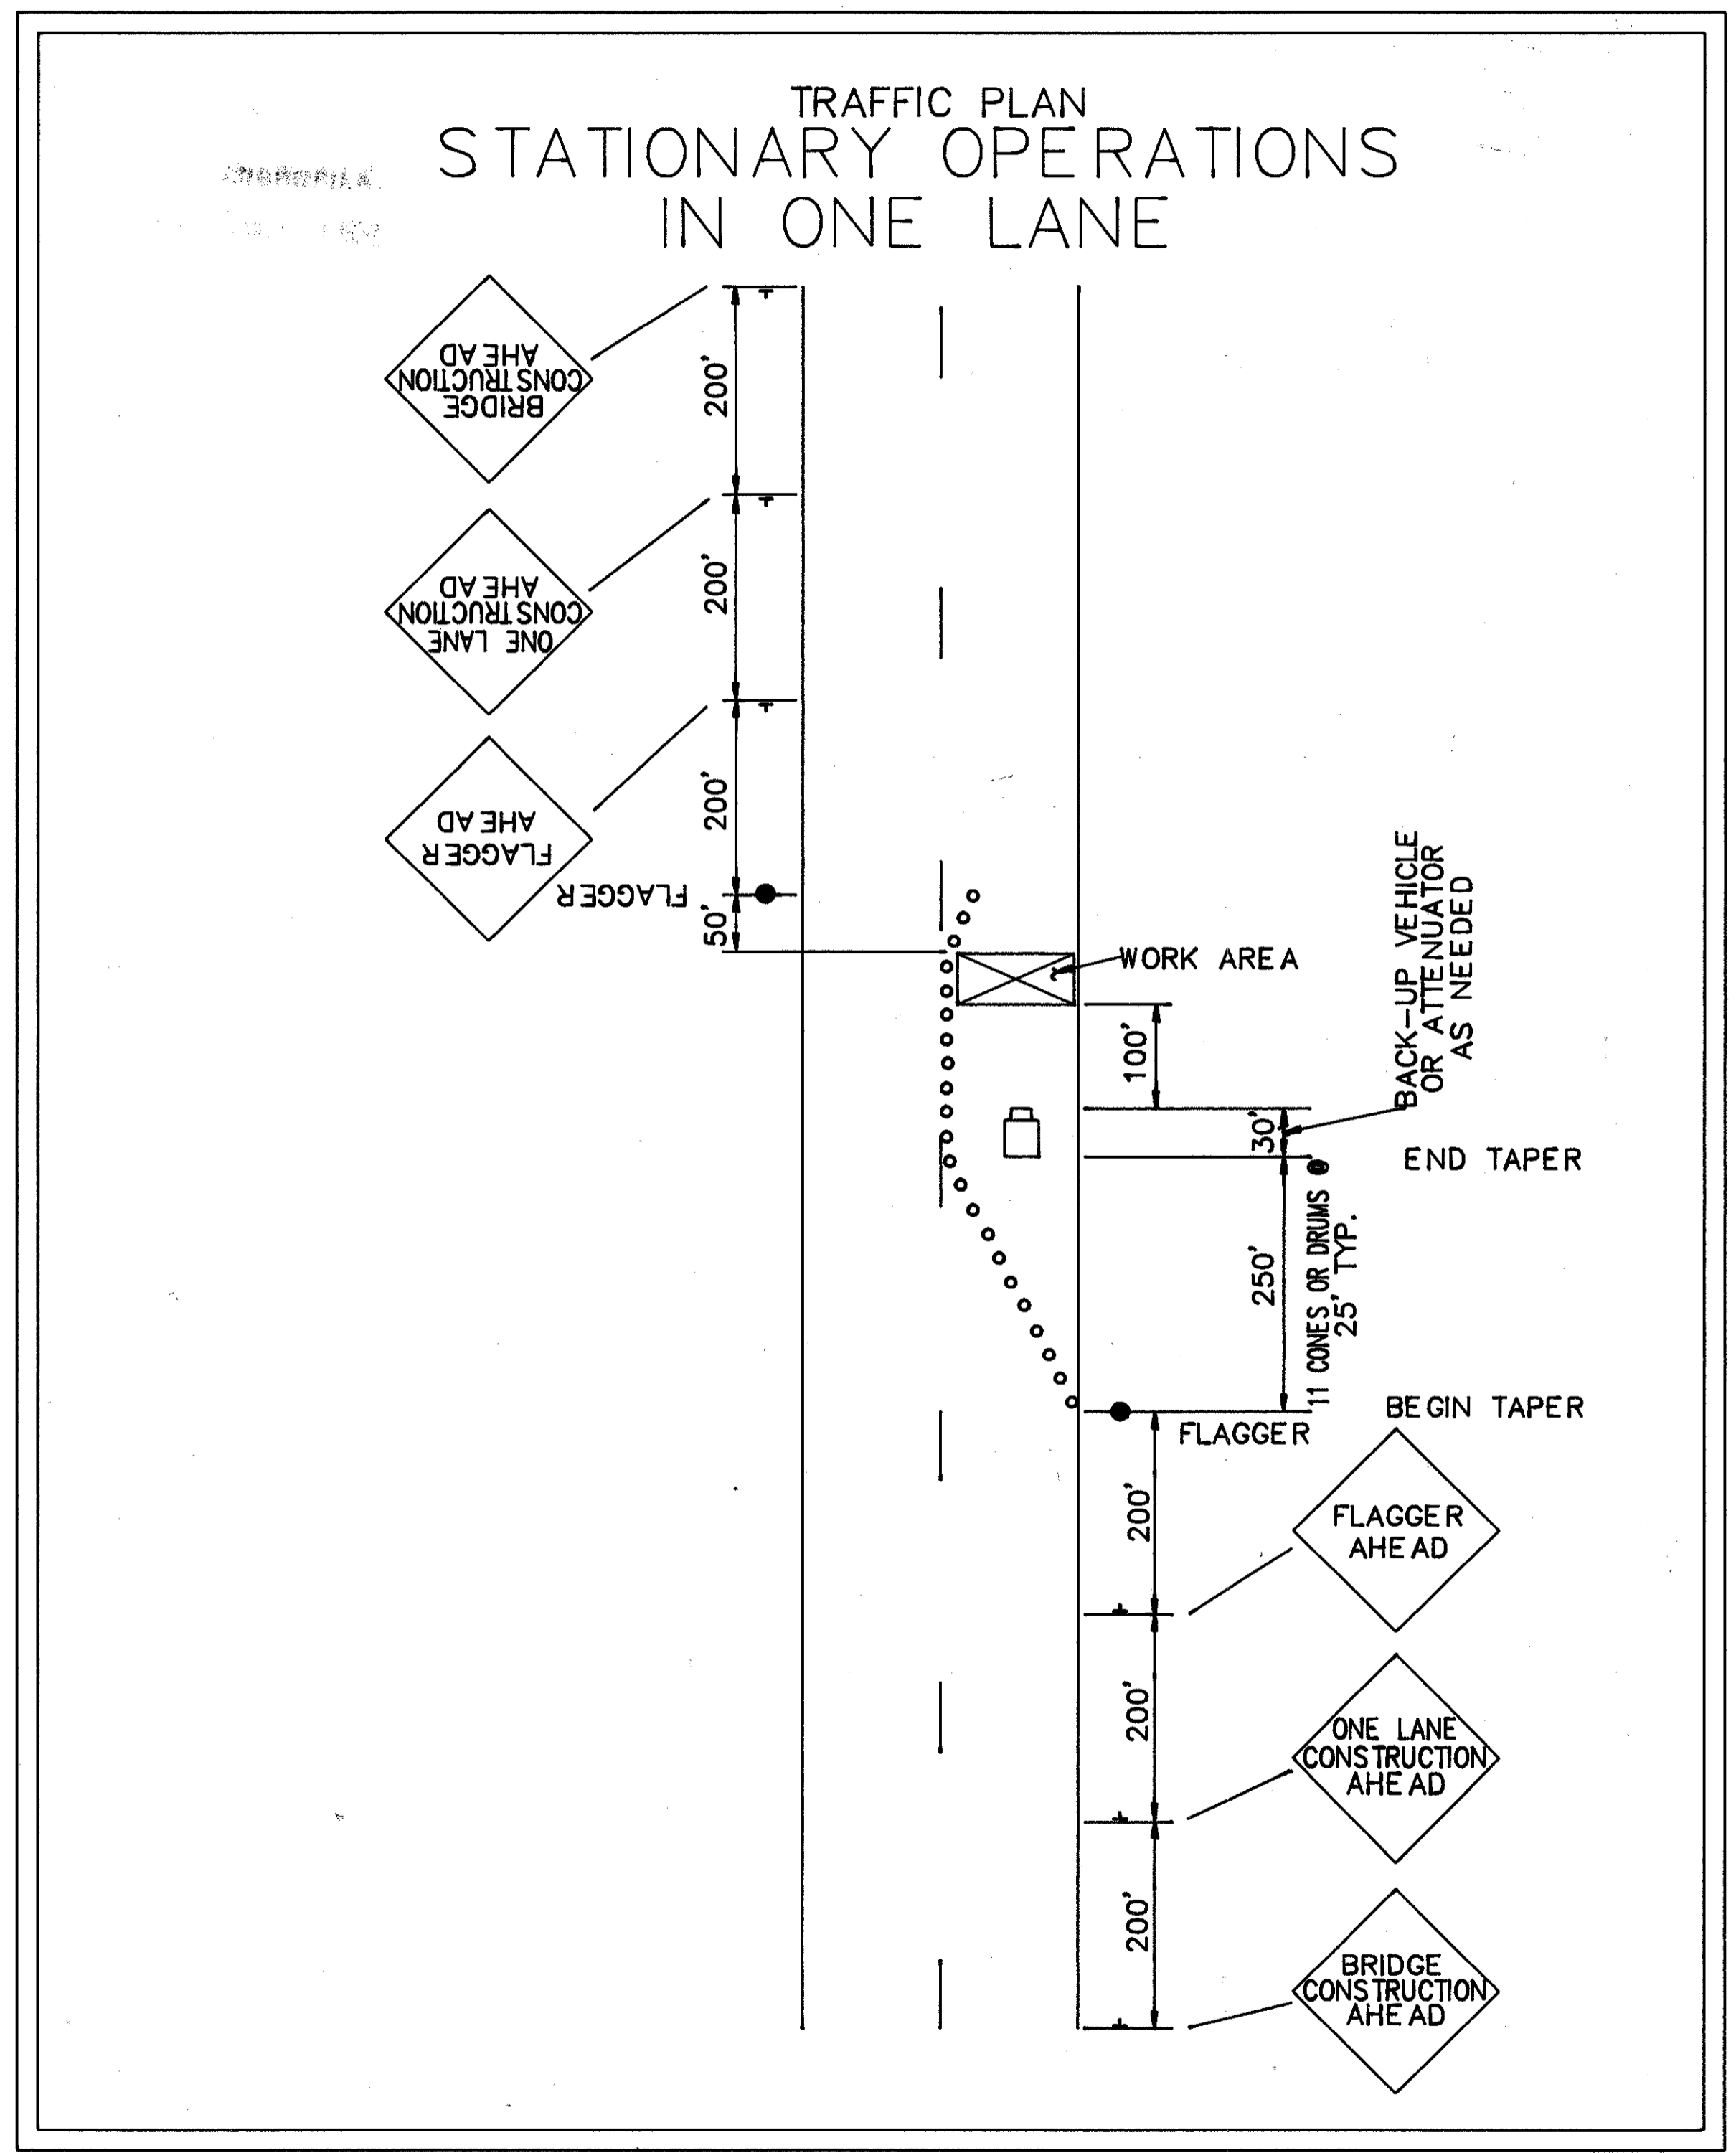 TRAFFIC PLAN
STATIONARY OPERATIONS
IN ONE LANE
BRIDGE
CONSTRUCTION
AHEAD
200'
ONE LANE
CONSTRUCTION
AHEAD
200'
FLAGGER
AHEAD
200'
FLAGGER
50'
WORK AREA
100'
BACK-UP VEHICLE
OR ATTENUATOR
AS NEEDED
30'
END TAPER
250'
11 CONES OR DRUMS @
25' TYP.
BEGIN TAPER
FLAGGER
200'
FLAGGER
AHEAD
200'
ONE LANE
CONSTRUCTION
AHEAD
200'
BRIDGE
CONSTRUCTION
AHEAD